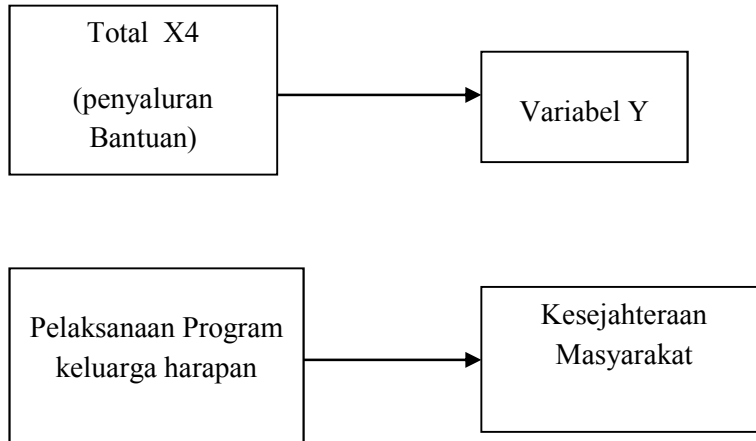 Total X4
(penyaluran
Bantuan)
Variabel Y
Pelaksanaan Program
keluarga harapan
Kesejahteraan
Masyarakat